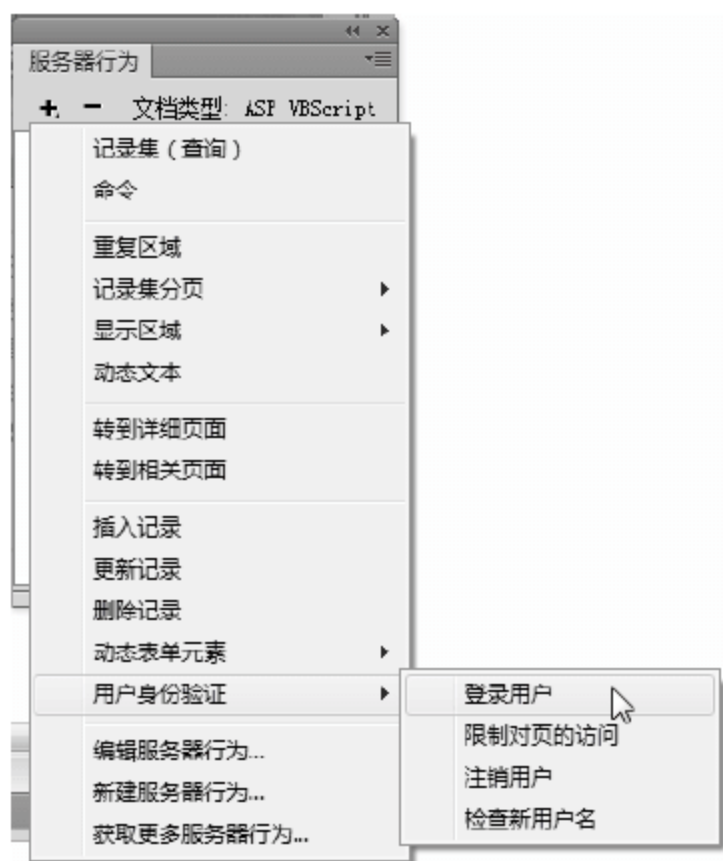 服务器行为
文档类型: ASP VBScript
记录集(查询)
命令
重复区域
记录集分页
显示区域
动态文本
转到详细页面
转到相关页面
插入记录
更新记录
删除记录
动态表单元素
用户身份验证
登录用户
限制对页的访问
注销用户
检查新用户名
编辑服务器行为...
新建服务器行为...
获取更多服务器行为...